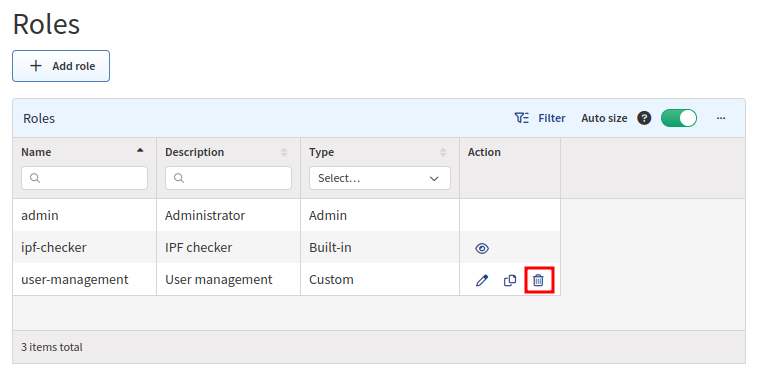 Roles
Add role
Roles Filter Auto size ? ...
Name Description Type Action
Select...
admin Administrator Admin
ipf-checker IPF checker Built-in
user-management User management Custom
3 items total